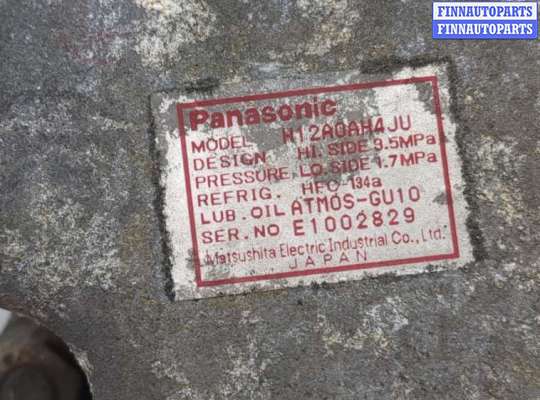 FINNAUTOPARTS
FINNAUTOPARTS
Panasonic
MODEL H12A0AH4JU
DESIGN HI. SIDE 3.5MPa
PRESSURE, LO. SIDE 1.7MPa
REFRIG. HFC-134a
LUB. OIL ATMOS-GU10
SER. NO E1002829
Matsushita Electric Industrial Co., Ltd.
JAPAN